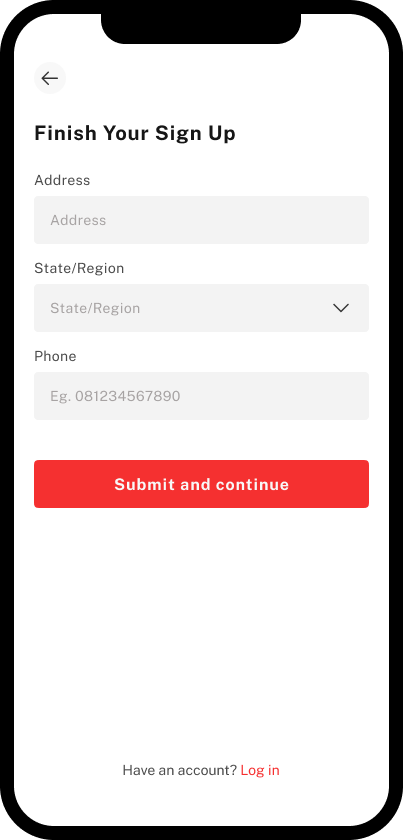 Finish Your Sign Up
Address
Address
State/Region
State/Region
Phone
Eg. 081234567890
Submit and continue
Have an account? Log in